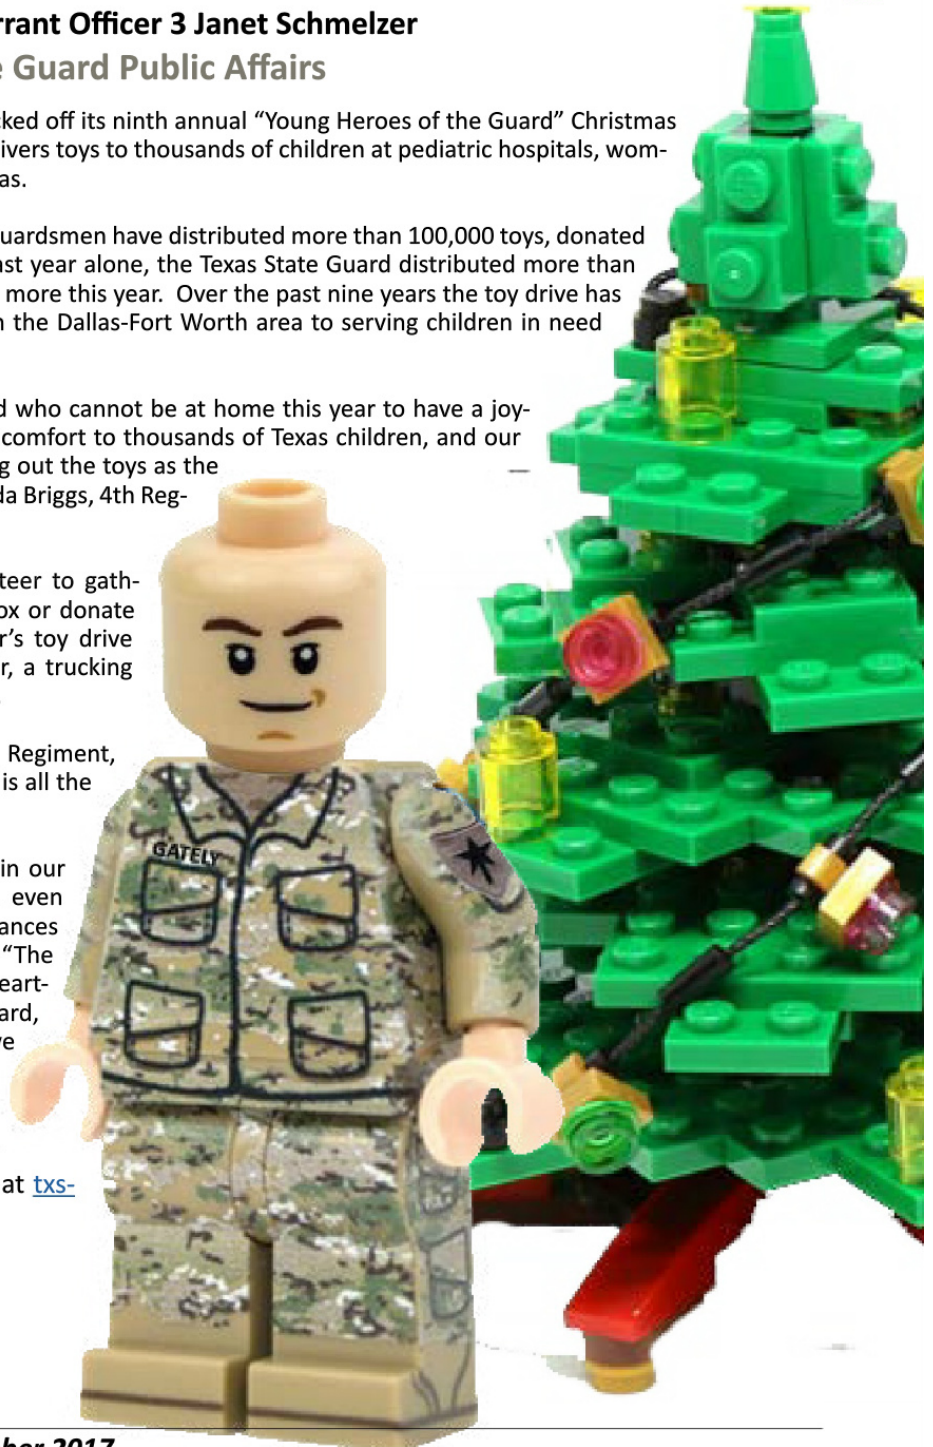 rrant Officer 3 Janet Schmelzer
e Guard Public Affairs
cked off its ninth annual “Young Heroes of the Guard” Christmas
ivers toys to thousands of children at pediatric hospitals, wom-
as.
uardsmen have distributed more than 100,000 toys, donated
ast year alone, the Texas State Guard distributed more than
more this year. Over the past nine years the toy drive has
n the Dallas-Fort Worth area to serving children in need
d who cannot be at home this year to have a joy-
comfort to thousands of Texas children, and our
g out the toys as the
da Briggs, 4th Reg-
teer to gath-
ox or donate
r’s toy drive
r, a trucking
Regiment,
is all the
in our
even
ances
“The
eart-
ard,
ve
at txs-
GATELY
ber 2017